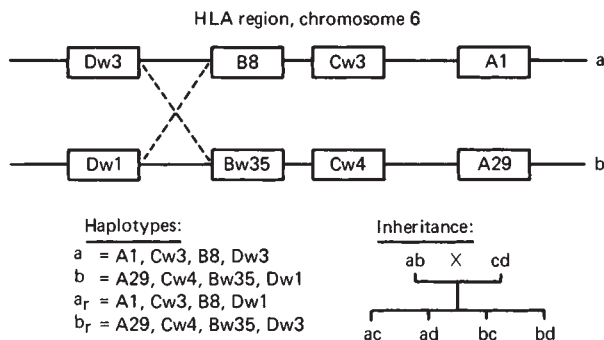 HLA region, chromosome 6
Dw3 B8 Cw3 A1 a
Dw1 Bw35 Cw4 A29 b
Haplotypes:
a = A1, Cw3, B8, Dw3
b = A29, Cw4, Bw35, Dw1
ar = A1, Cw3, B8, Dw1
br = A29, Cw4, Bw35, Dw3
Inheritance:
ab X cd
ac ad bc bd